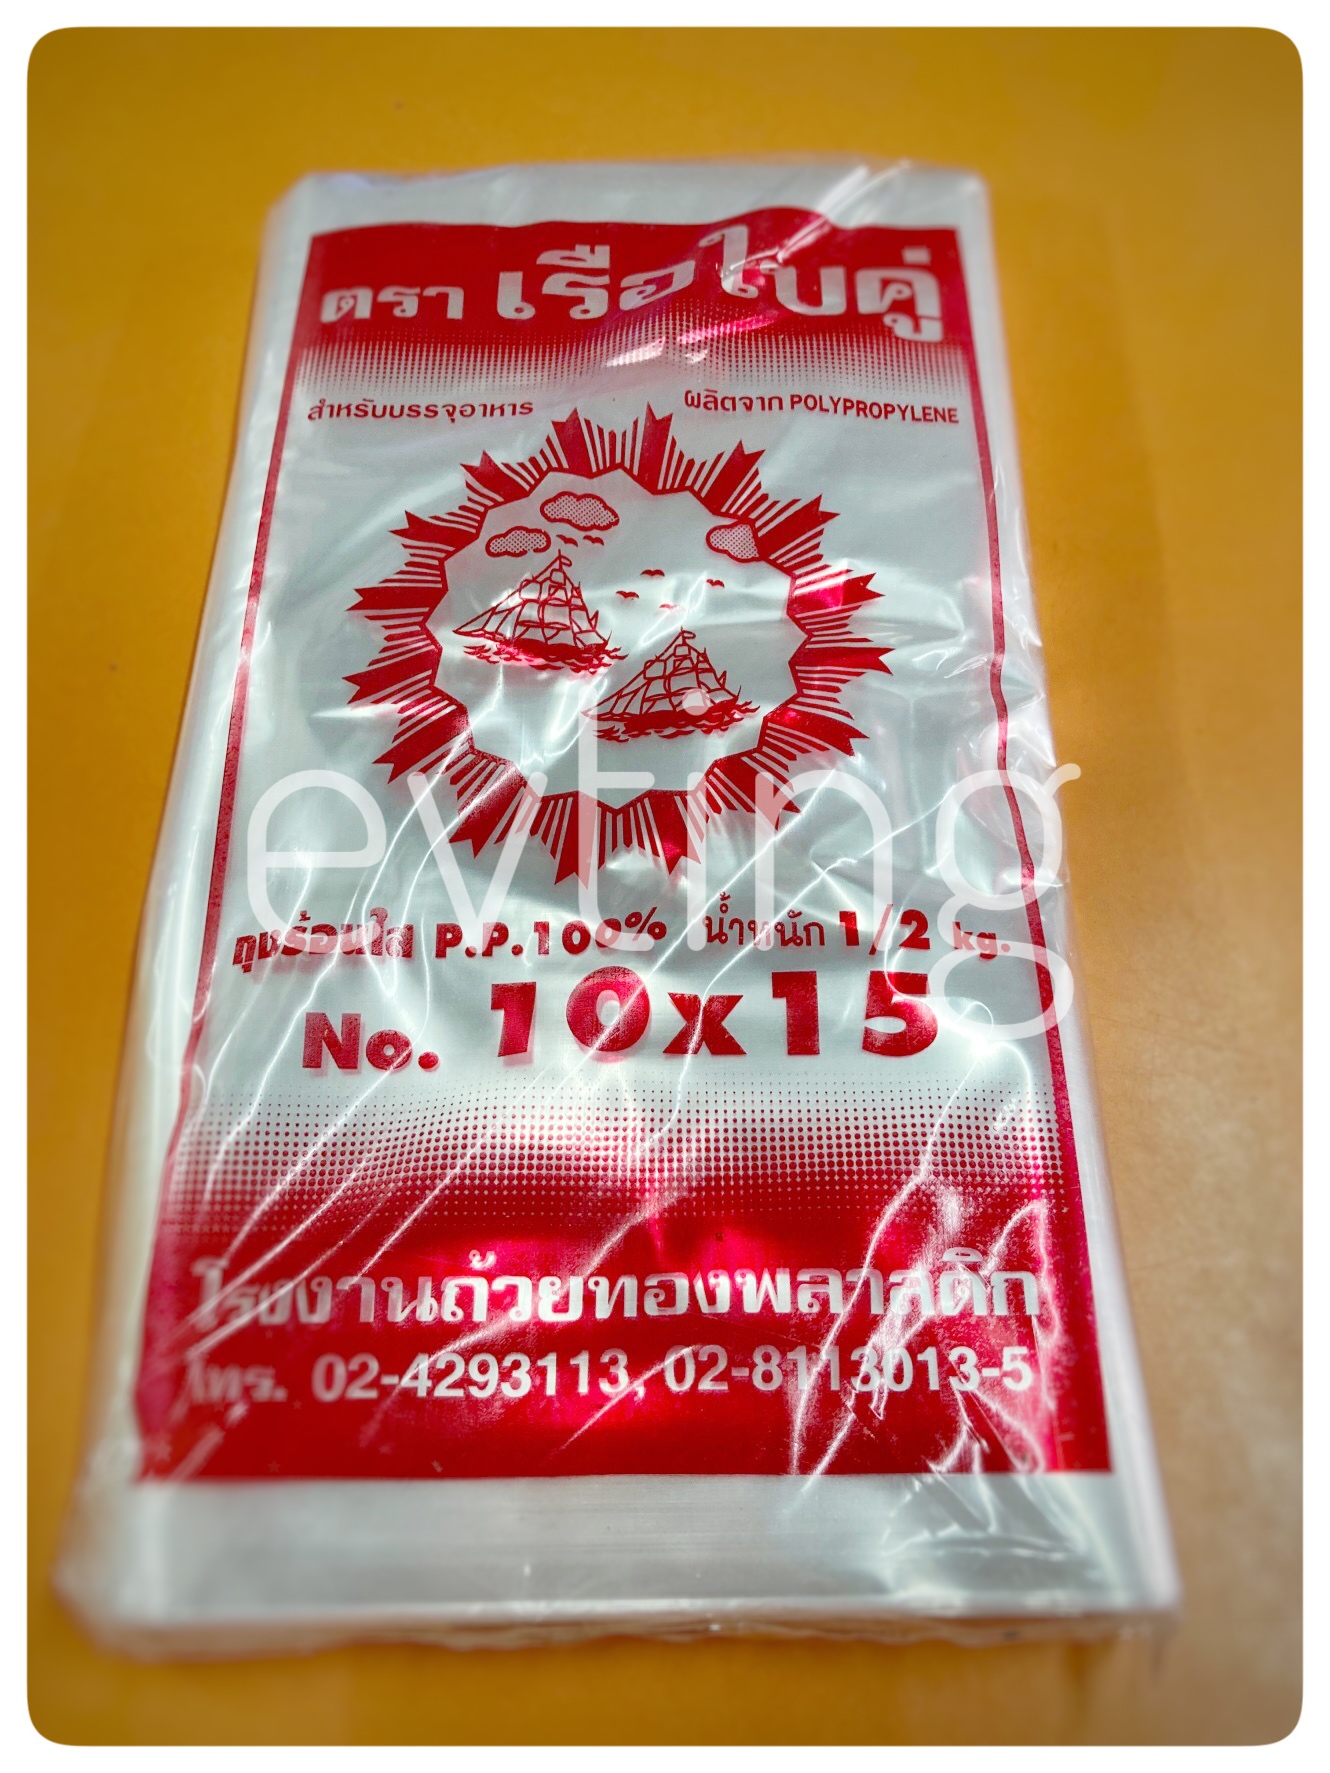 ตรา เรือใบคู่
สำหรับบรรจุอาหาร
ผลิตจาก POLYPROPYLENE
evting
ถุงร้อนใส P.P.100% น้ำหนัก 1/2 kg.
No. 10x15
โรงงานถ้วยทองพลาสติก
โทร. 02-4293113, 02-8113013-5